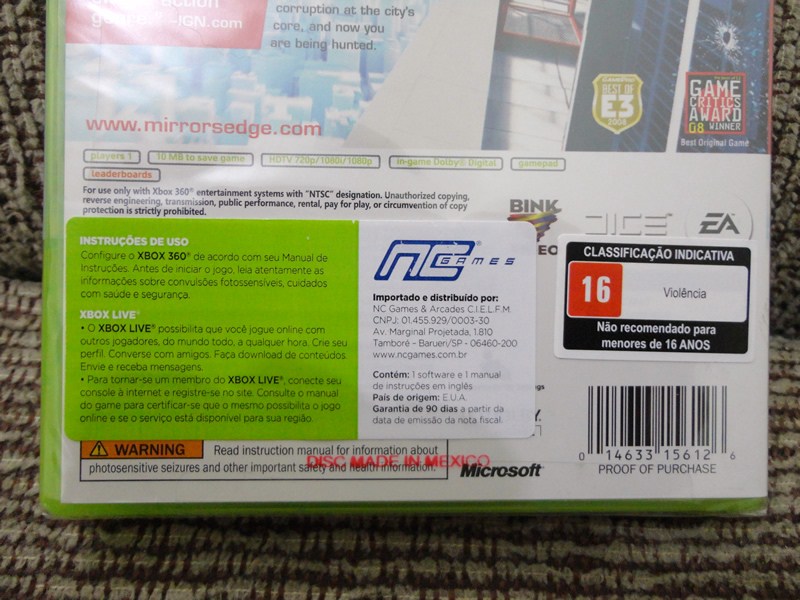 corruption at the city's
core, and now you
are being hunted.
-IGN.com
www.mirrorsedge.com
BEST OF
E3
2008
GAME
CRITICS
AWARD
08 WINNER
Best Original Game
players 1
10 MB to save game
HDTV 720p/1080i/1080p
in-game Dolby® Digital
gamepad
leaderboards
For use only with Xbox 360® entertainment systems with "NTSC" designation. Unauthorized copying,
reverse engineering, transmission, public performance, rental, pay for play, or circumvention of copy
protection is strictly prohibited.
BINK
DICE
EA
INSTRUÇÕES DE USO
Configure o XBOX 360® de acordo com seu Manual de
Instruções. Antes de iniciar o jogo, leia atentamente as
informações sobre convulsões fotossensíveis, cuidados
com saúde e segurança.
XBOX LIVE®
• O XBOX LIVE® possibilita que você jogue online com
outros jogadores, do mundo todo, a qualquer hora. Crie seu
perfil. Converse com amigos. Faça download de conteúdos.
Envie e receba mensagens.
• Para tornar-se um membro do XBOX LIVE®, conecte seu
console à internet e registre-se no site. Consulte o manual
do game para certificar-se que o mesmo possibilita o jogo
online e se o serviço está disponível para sua região.
NC GAMES
Importado e distribuído por:
NC Games & Arcades C.I.E.L.F.M.
CNPJ: 01.455.929/0003-30
Av. Marginal Projetada, 1.810
Tamboré - Barueri/SP - 06460-200
www.ncgames.com.br
Contém: 1 software e 1 manual
de instruções em inglês
País de origem: E.U.A.
Garantia de 90 dias a partir da
data de emissão da nota fiscal.
CLASSIFICAÇÃO INDICATIVA
16
Violência
Não recomendado para
menores de 16 ANOS
WARNING
Read instruction manual for information about
photosensitive seizures and other important safety and health information.
DISC MADE IN MEXICO
Microsoft
0 14633 15612 6
PROOF OF PURCHASE